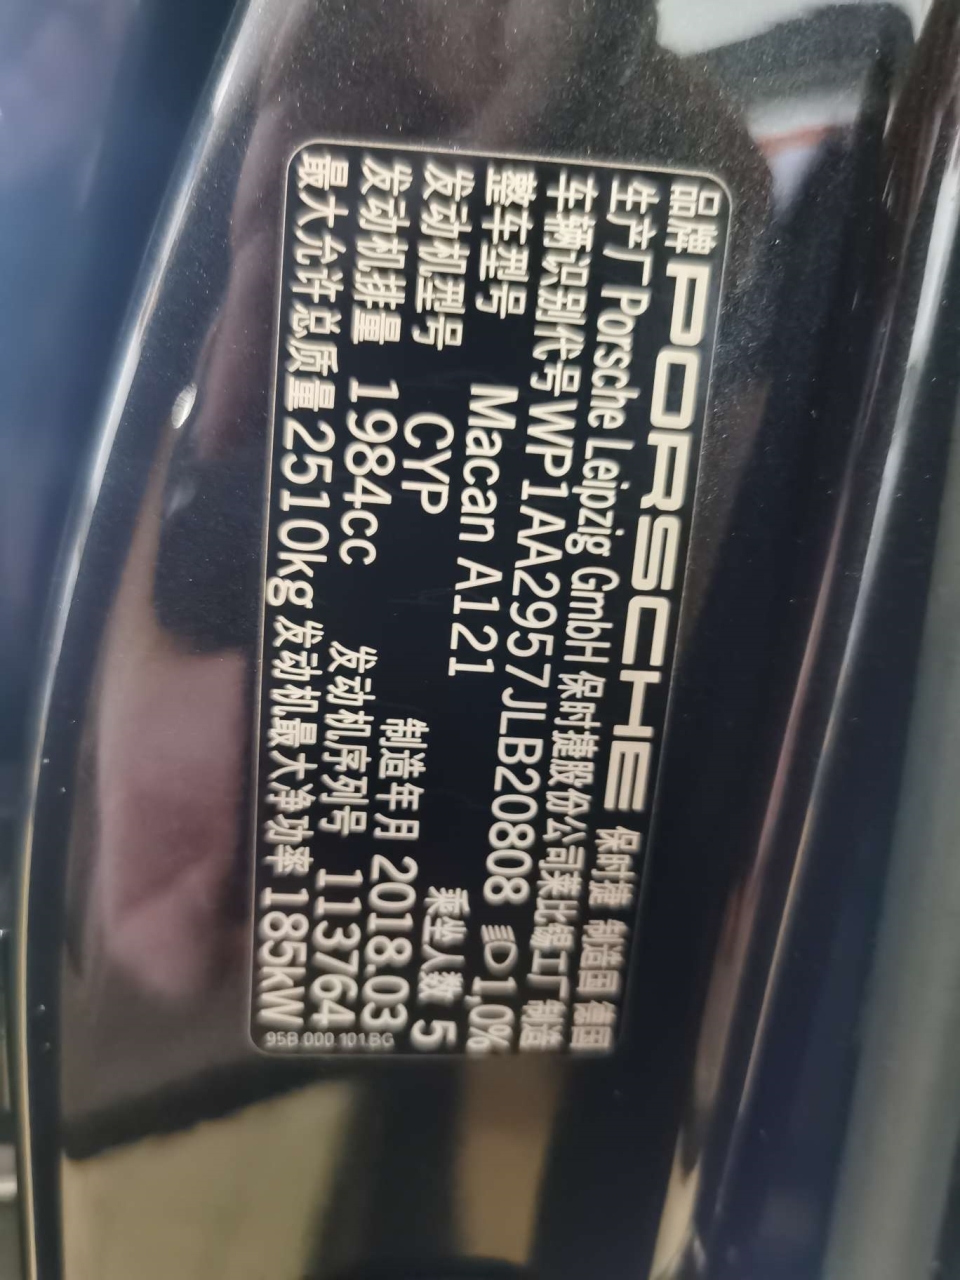 品牌 PORSCHE 保时捷 制造国 德国
生产厂 Porsche Leipzig GmbH 保时捷股份公司莱比锡工厂 制造
车辆识别代号 WP1AA2957JLB20808 1,0%
整车型号 Macan A121 乘坐人数 5
发动机型号 CYP 制造年月 2018.03
发动机排量 1984cc 发动机序列号 113764
最大允许总质量 2510kg 发动机最大净功率 185kW
95B.000.101.BG